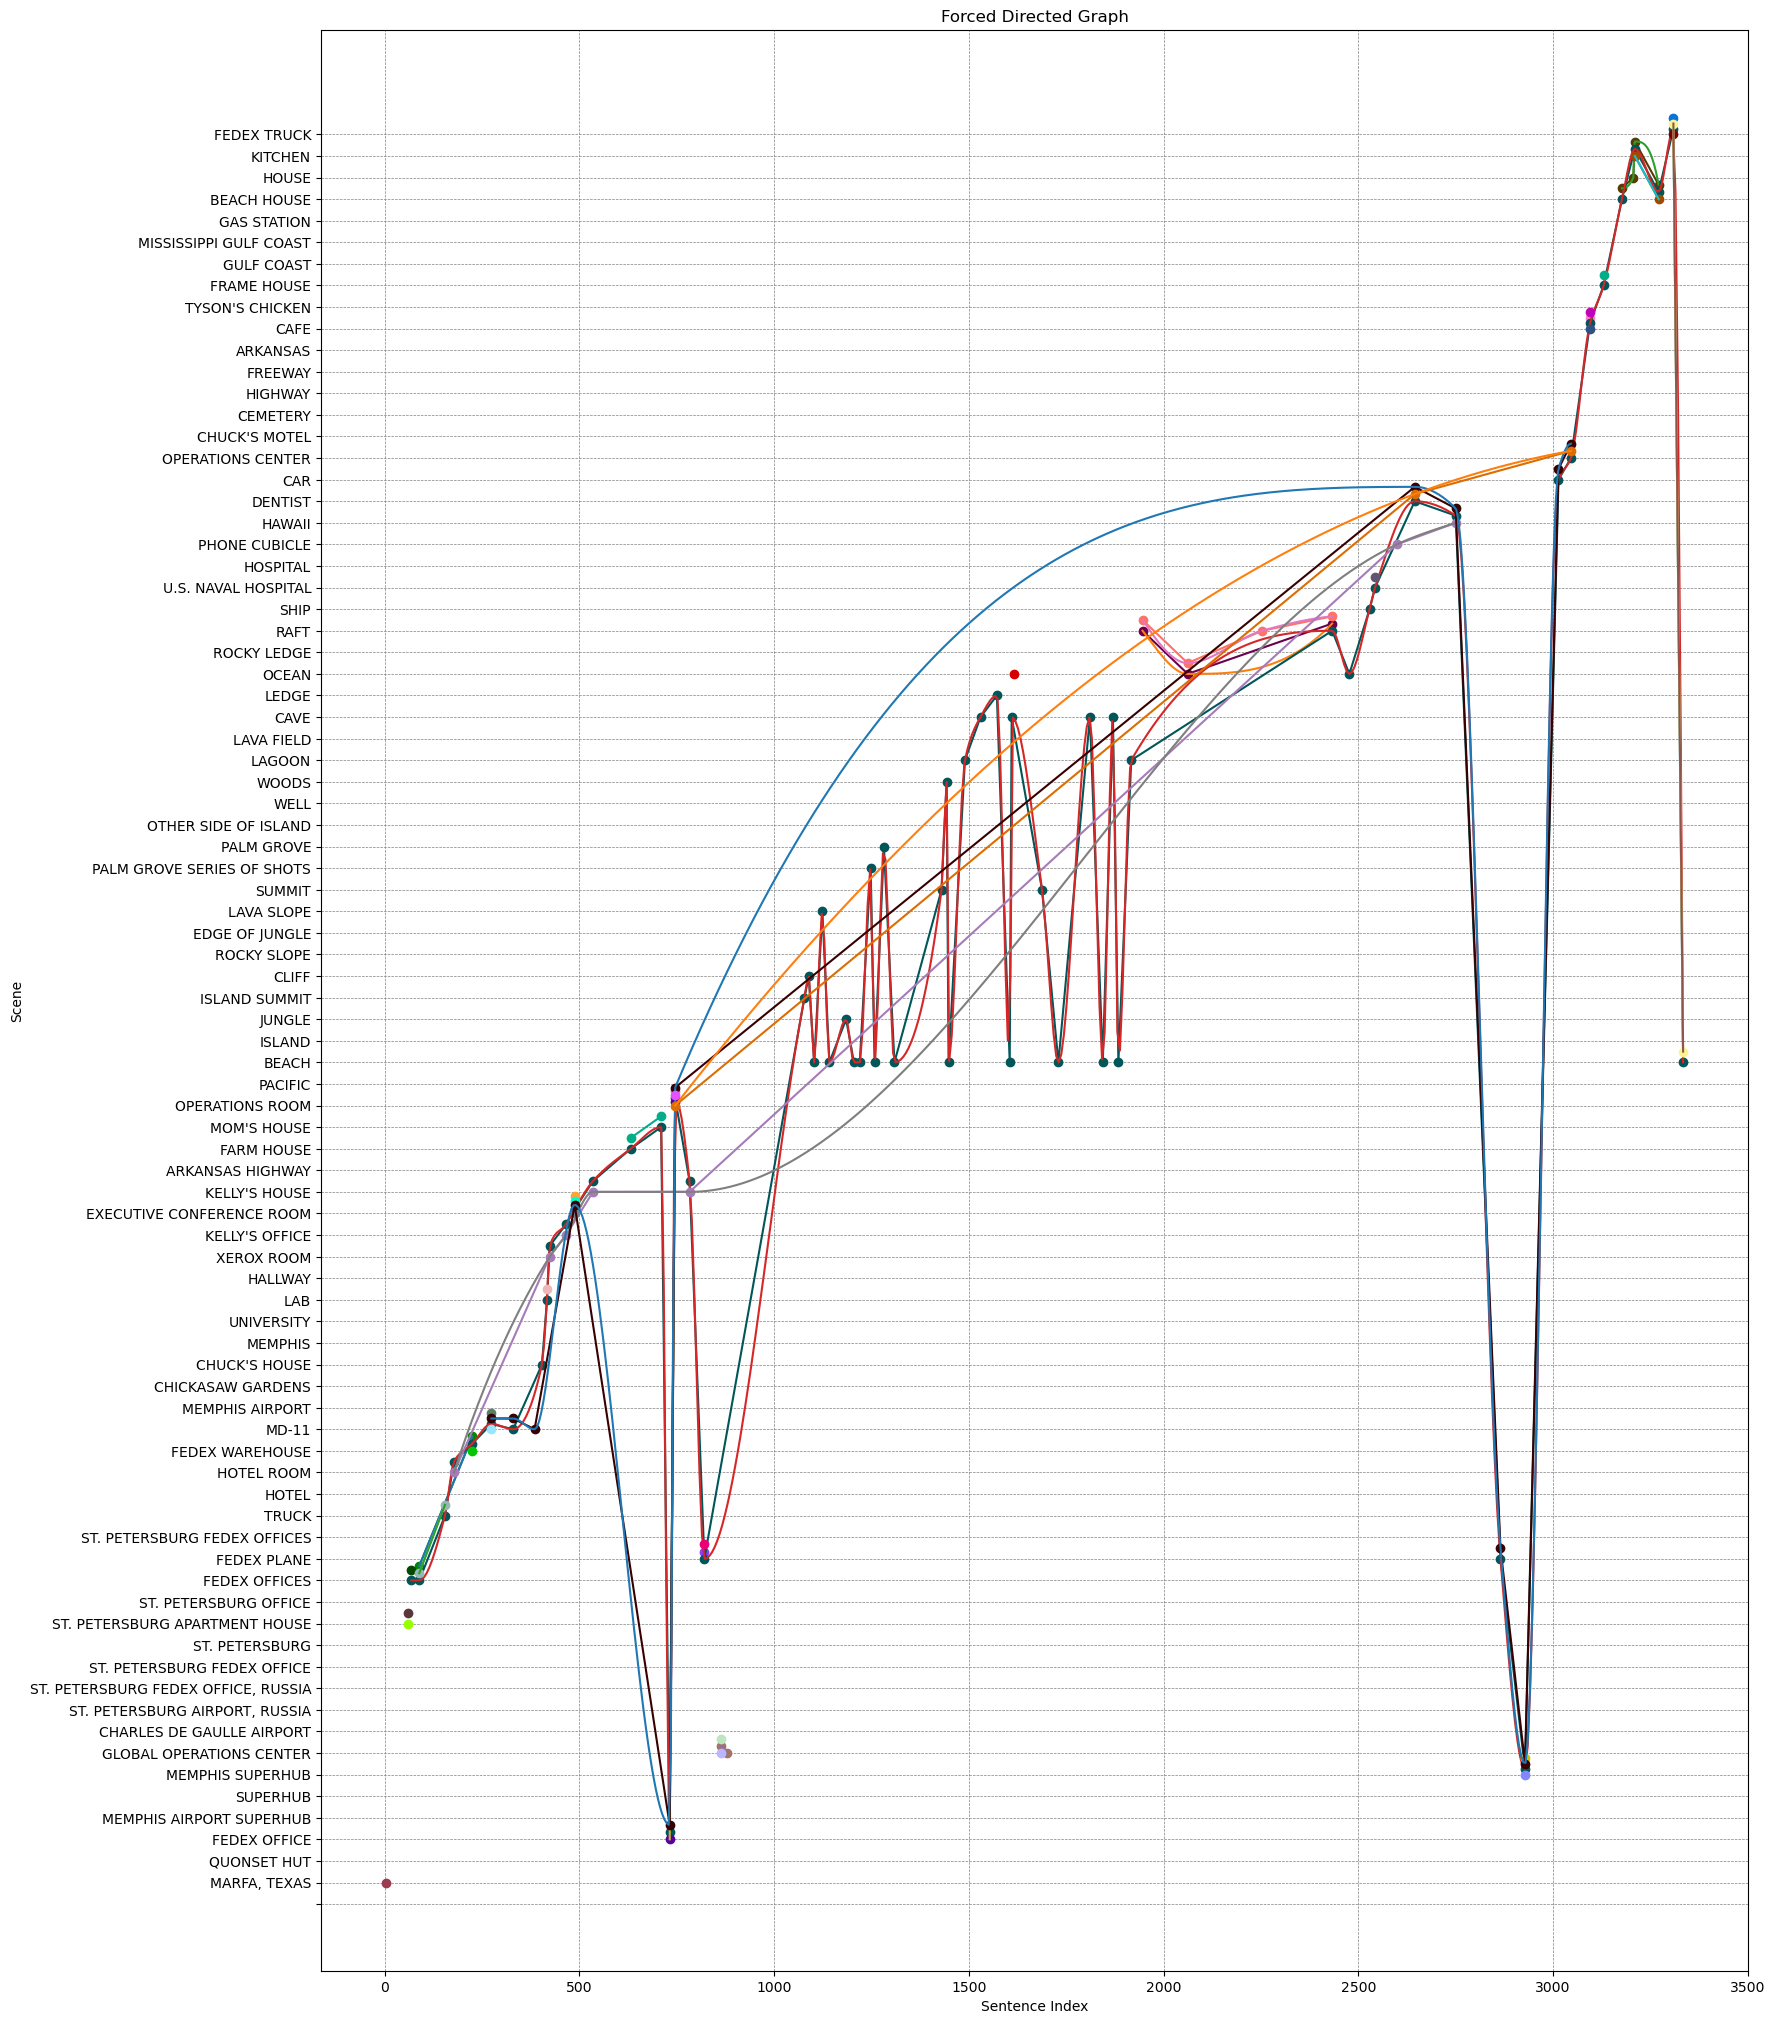 Forced Directed Graph
FEDEX TRUCK
KITCHEN
HOUSE
BEACH HOUSE
GAS STATION
MISSISSIPPI GULF COAST
GULF COAST
FRAME HOUSE
TYSON'S CHICKEN
CAFE
ARKANSAS
FREEWAY
HIGHWAY
CEMETERY
CHUCK'S MOTEL
OPERATIONS CENTER
CAR
DENTIST
HAWAII
PHONE CUBICLE
HOSPITAL
U.S. NAVAL HOSPITAL
SHIP
RAFT
ROCKY LEDGE
OCEAN
LEDGE
CAVE
LAVA FIELD
LAGOON
WOODS
WELL
OTHER SIDE OF ISLAND
PALM GROVE
PALM GROVE SERIES OF SHOTS
SUMMIT
LAVA SLOPE
EDGE OF JUNGLE
ROCKY SLOPE
CLIFF
ISLAND SUMMIT
JUNGLE
ISLAND
BEACH
PACIFIC
OPERATIONS ROOM
MOM'S HOUSE
FARM HOUSE
ARKANSAS HIGHWAY
KELLY'S HOUSE
EXECUTIVE CONFERENCE ROOM
KELLY'S OFFICE
XEROX ROOM
HALLWAY
LAB
UNIVERSITY
MEMPHIS
CHUCK'S HOUSE
CHICKASAW GARDENS
MEMPHIS AIRPORT
MD-11
FEDEX WAREHOUSE
HOTEL ROOM
HOTEL
TRUCK
ST. PETERSBURG FEDEX OFFICES
FEDEX PLANE
FEDEX OFFICES
ST. PETERSBURG OFFICE
ST. PETERSBURG APARTMENT HOUSE
ST. PETERSBURG
ST. PETERSBURG FEDEX OFFICE
ST. PETERSBURG FEDEX OFFICE, RUSSIA
ST. PETERSBURG AIRPORT, RUSSIA
CHARLES DE GAULLE AIRPORT
GLOBAL OPERATIONS CENTER
MEMPHIS SUPERHUB
SUPERHUB
MEMPHIS AIRPORT SUPERHUB
FEDEX OFFICE
QUONSET HUT
MARFA, TEXAS
Scene
0 500 1000 1500 2000 2500 3000 3500
Sentence Index